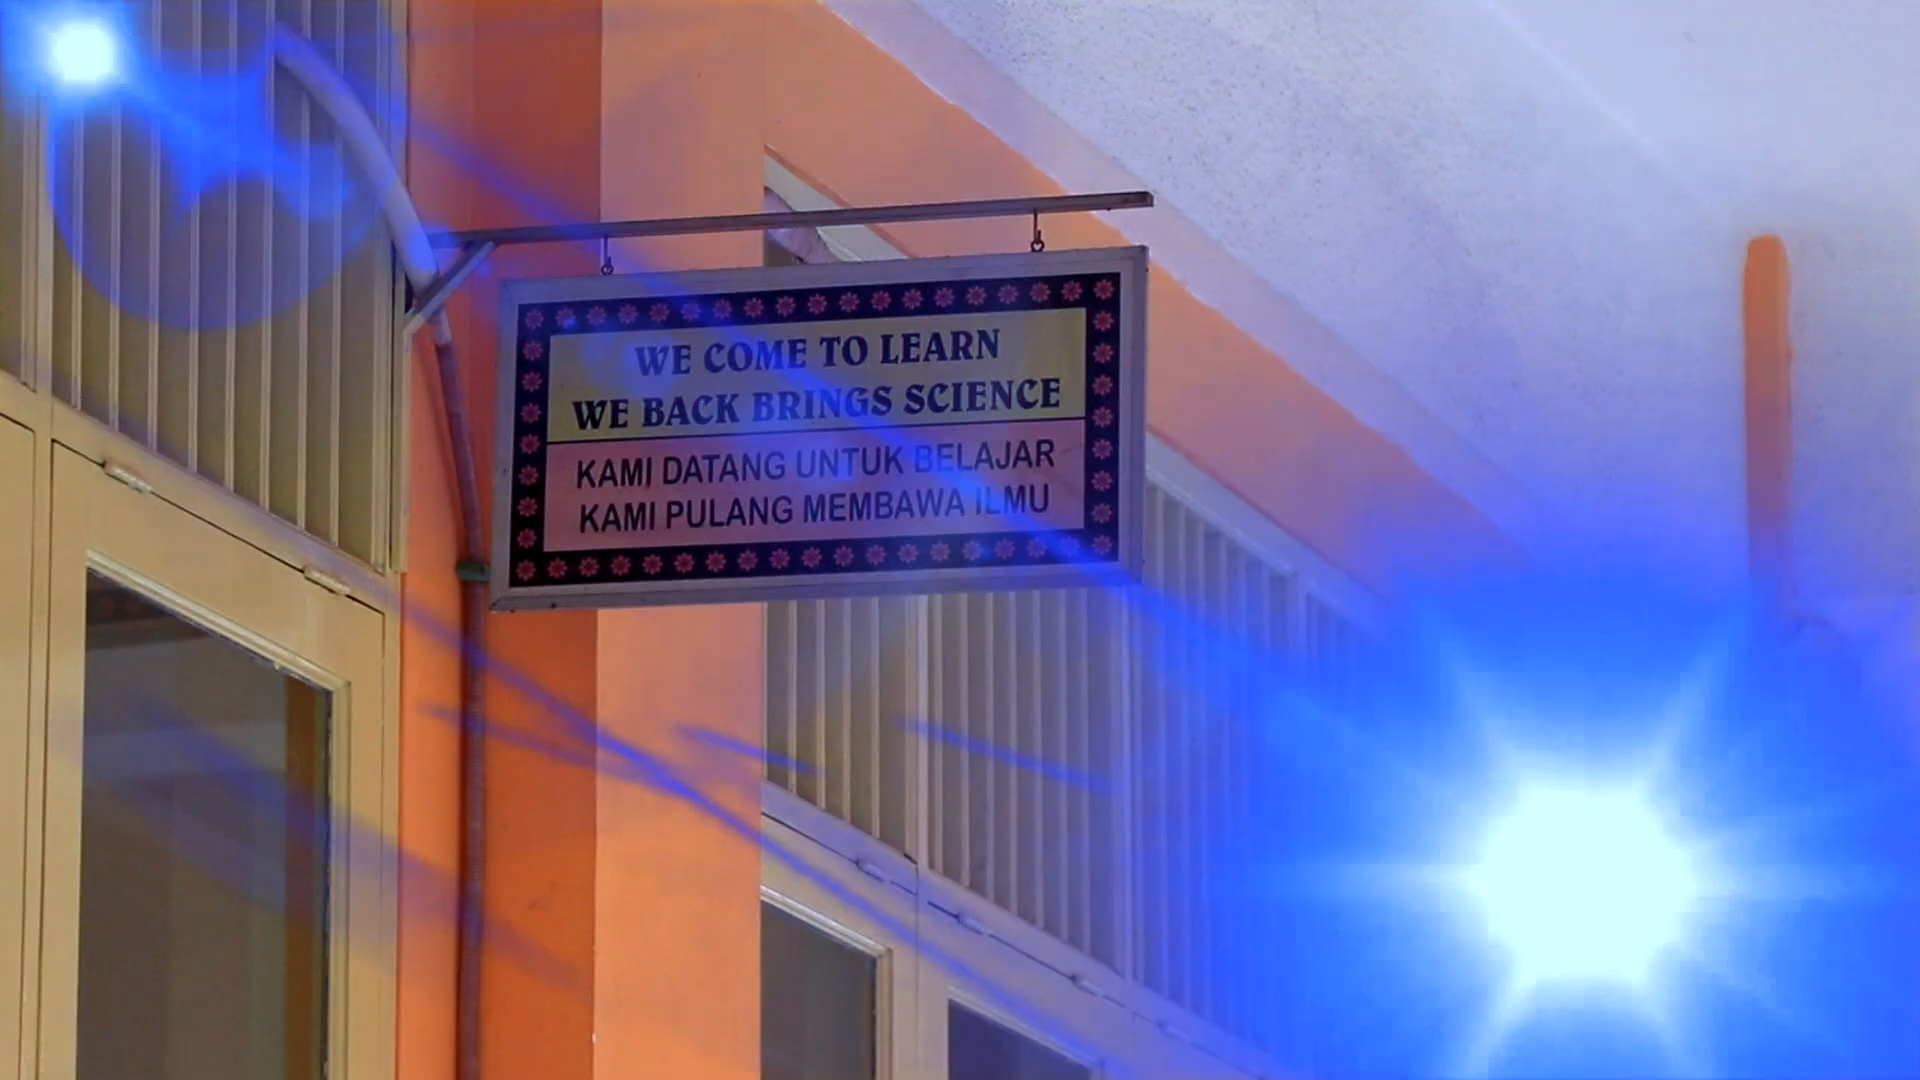 WE COME TO LEARN
WE BACK BRINGS SCIENCE
KAMI DATANG UNTUK BELAJAR
KAMI PULANG MEMBAWA ILMU